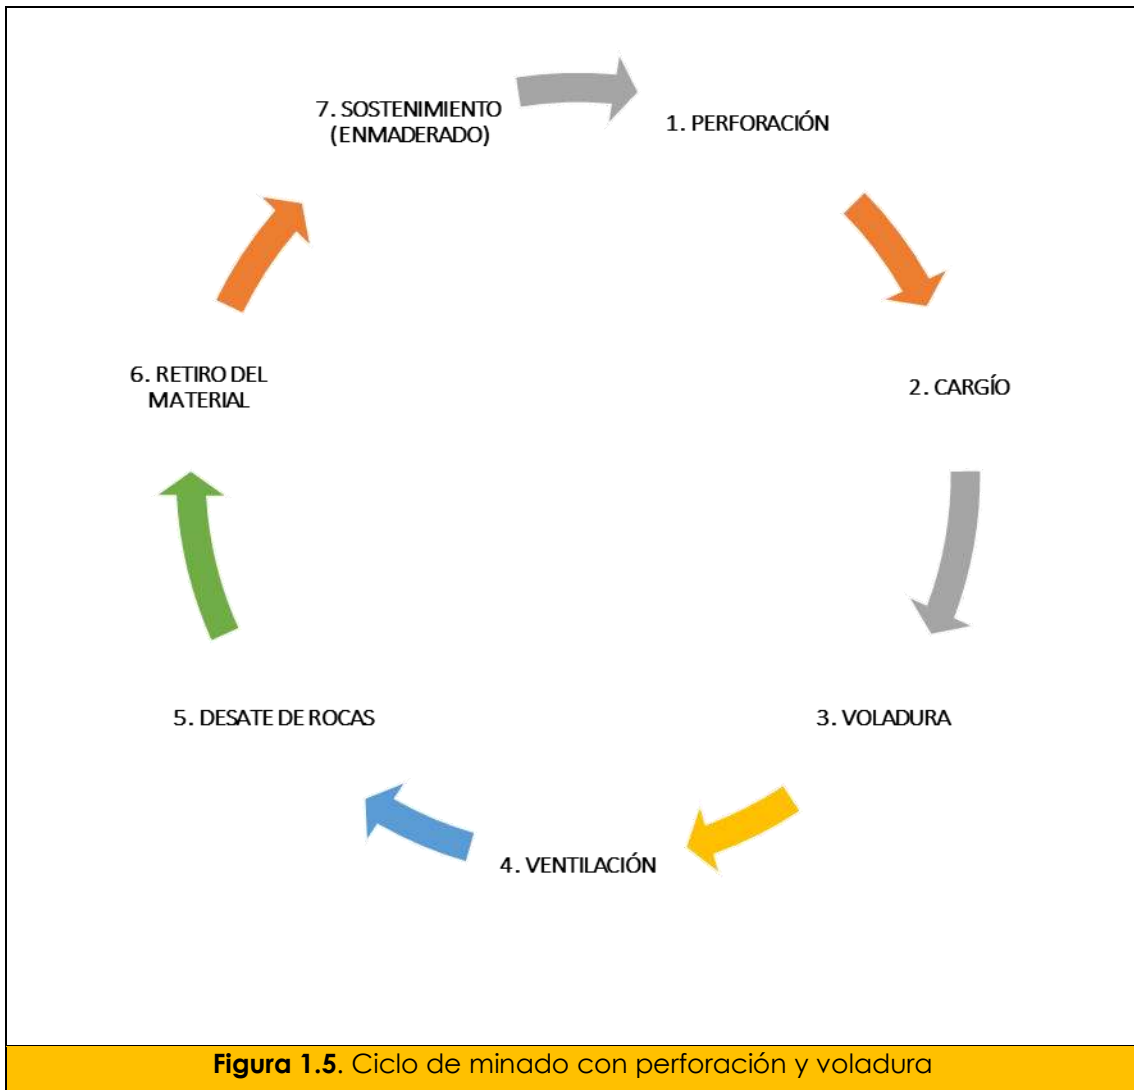 7. SOSTENIMIENTO
(ENMADERADO)
1. PERFORACIÓN
2. CARGÍO
3. VOLADURA
4. VENTILACIÓN
5. DESATE DE ROCAS
6. RETIRO DEL
MATERIAL
Figura 1.5. Ciclo de minado con perforación y voladura